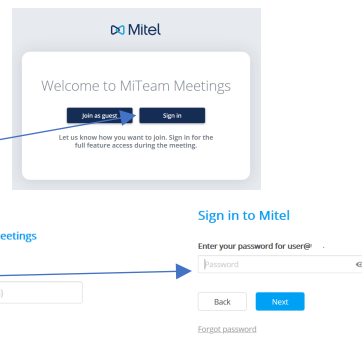 Mitel
Welcome to MiTeam Meetings
Join as guest
Sign in
Let us know how you want to join. Sign in for the
full feature access during the meeting.
Sign in to Mitel
eetings
Enter your password for user@
Password
Back
Next
Forgot password